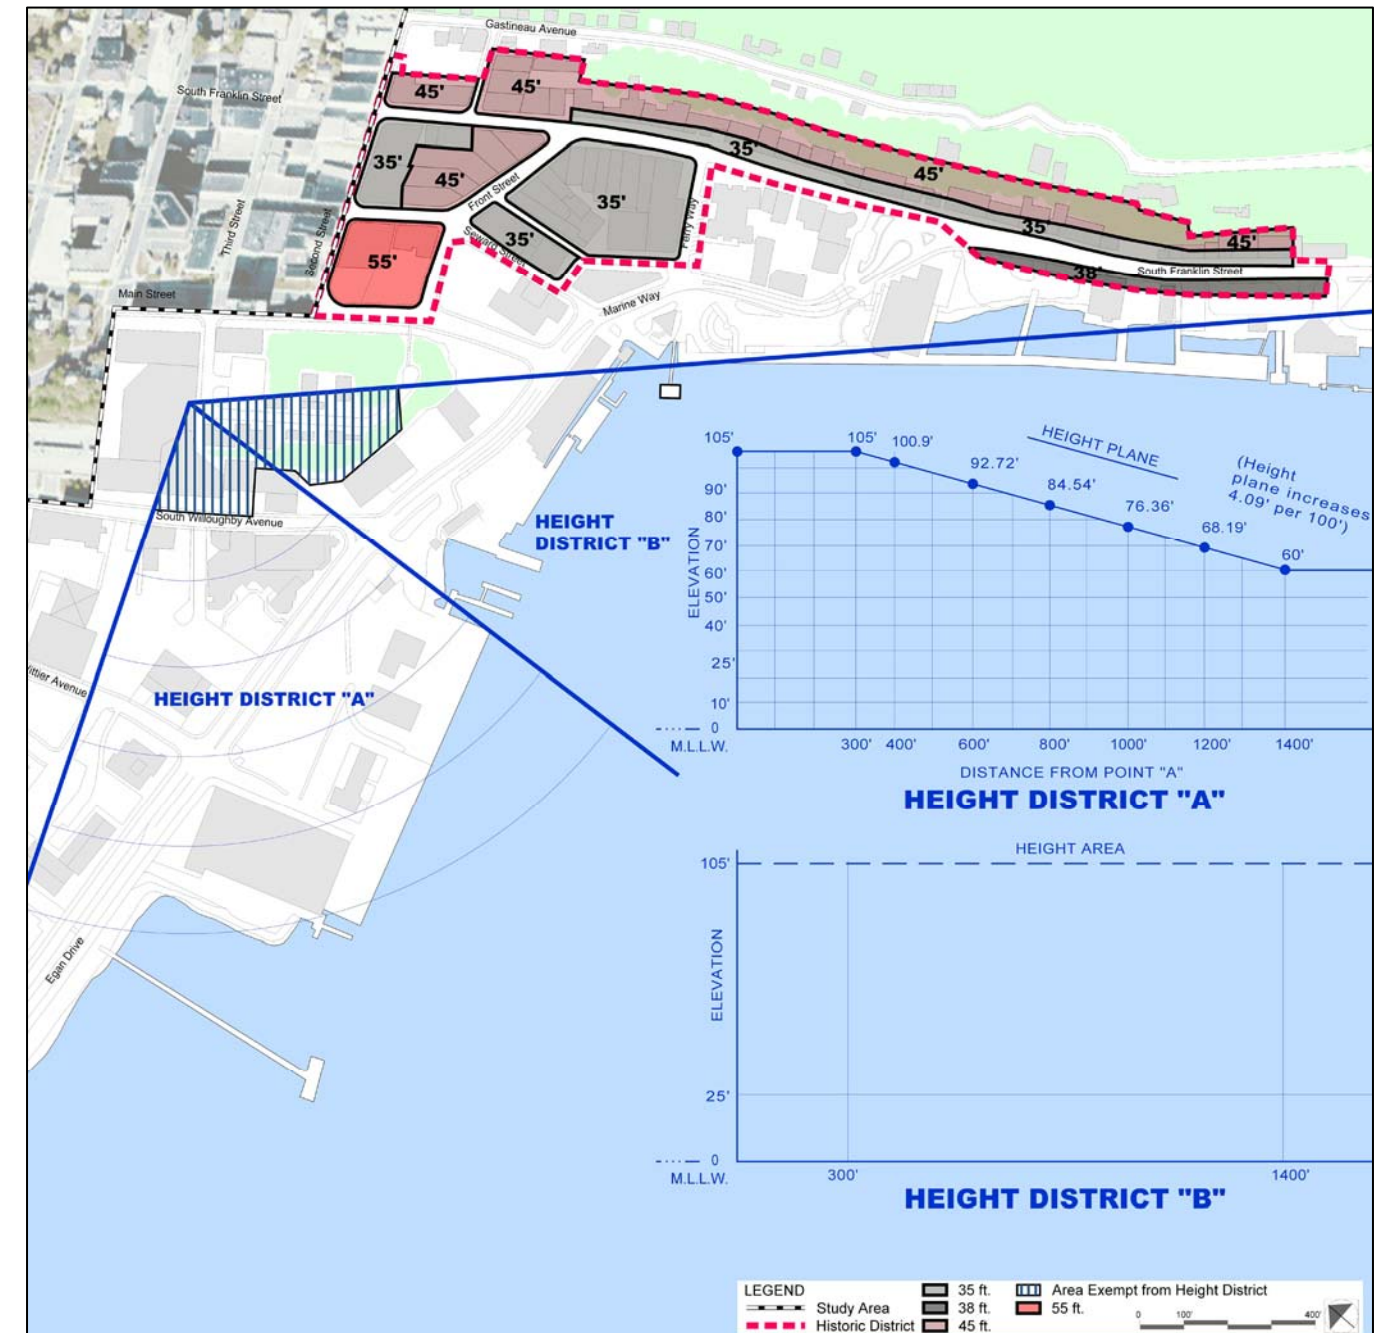 Gastineau Avenue
South Franklin Street
45'
45'
35'
45'
35'
45'
35'
45'
Front Street
35'
Ferry Way
35'
Seward Street
35'
45'
38'
South Franklin Street
Third Street
Second Street
55'
Main Street
Marine Way
South Willoughby Avenue
HEIGHT
DISTRICT "B"
HEIGHT DISTRICT "A"
ittier Avenue
Egan Drive
105'
105'
100.9'
92.72'
84.54'
76.36'
68.19'
60'
HEIGHT PLANE
(Height
plane increases
4.09' per 100')
ELEVATION
90'
80'
70'
60'
50'
40'
25'
10'
0
M.L.L.W.
300'
400'
600'
800'
1000'
1200'
1400'
DISTANCE FROM POINT "A"
HEIGHT DISTRICT "A"
HEIGHT AREA
105'
ELEVATION
25'
0
M.L.L.W.
300'
1400'
HEIGHT DISTRICT "B"
LEGEND
Study Area
Historic District
35 ft.
38 ft.
45 ft.
Area Exempt from Height District
55 ft.
0 100' 400'